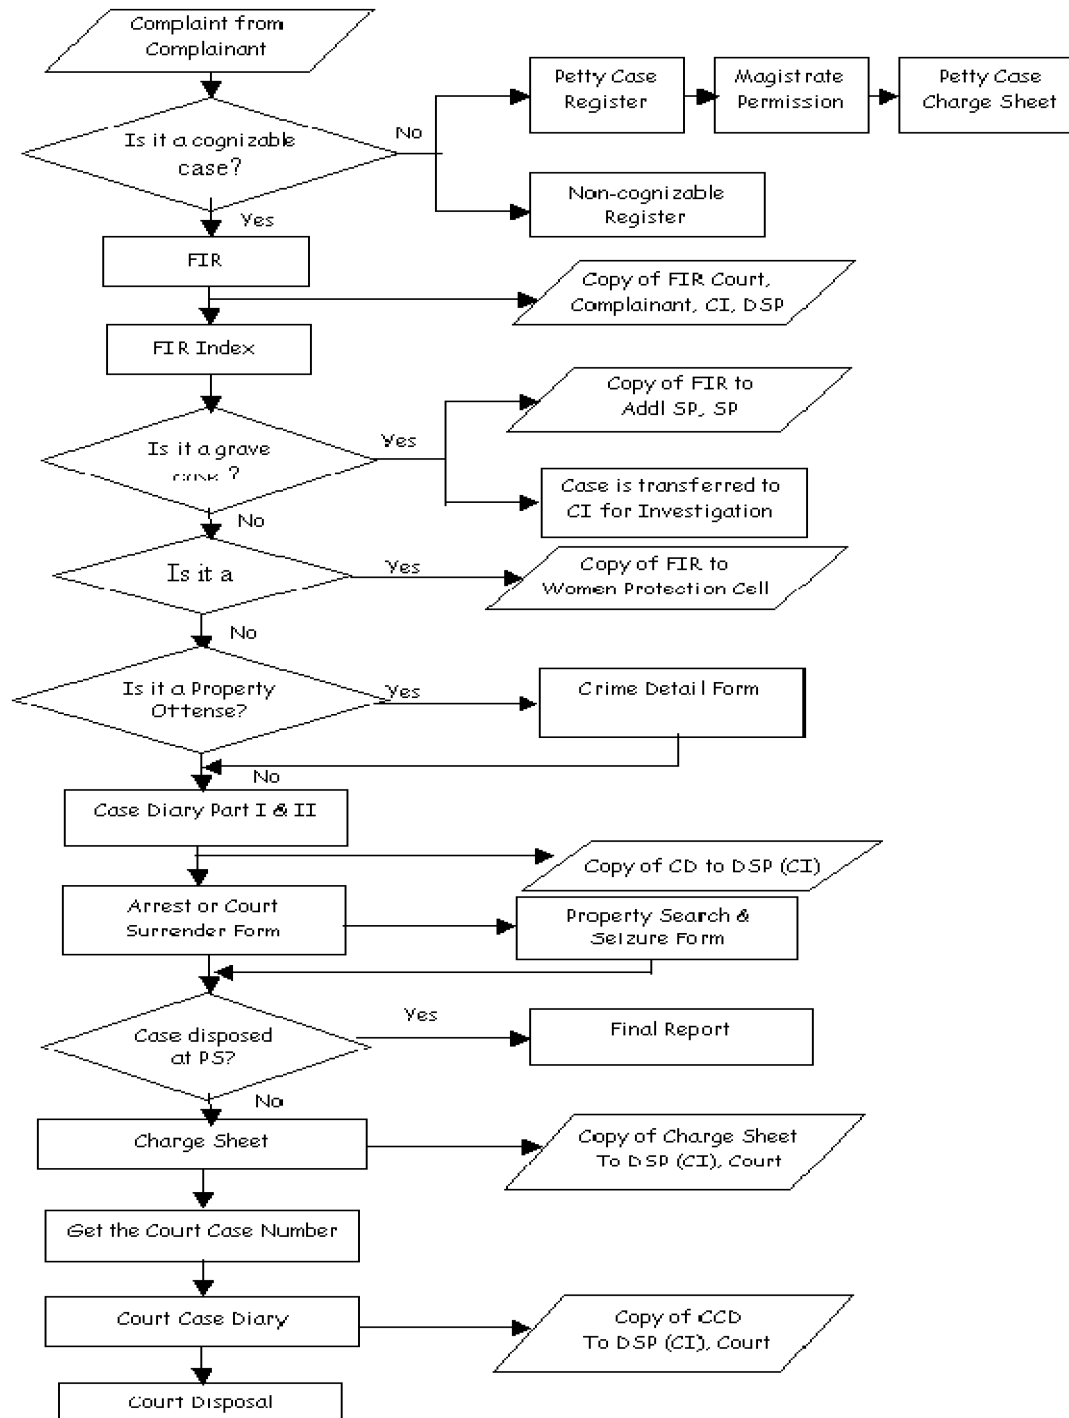 Complaint from
Complainant
Petty Case
Register
Magistrate
Permission
Petty Case
Charge Sheet
No
Is it a cognizable
case?
Non-cognizable
Register
Yes
FIR
Copy of FIR Court,
Complainant, CI, DSP
FIR Index
Copy of FIR to
Addl SP, SP
Yes
Is it a grave
?
Case is transferred to
CI for Investigation
No
Is it a
Yes
Copy of FIR to
Women Protection Cell
No
Is it a Property
Ottense?
Yes
Crime Detail Form
No
Case Diary Part I & II
Copy of CD to DSP (CI)
Arrest or Court
Surrender Form
Property Search &
Seizure Form
Case disposed
at PS?
Yes
Final Report
No
Charge Sheet
Copy of Charge Sheet
To DSP (CI), Court
Get the Court Case Number
Court Case Diary
Copy of CCD
To DSP (CI), Court
Court Disposal